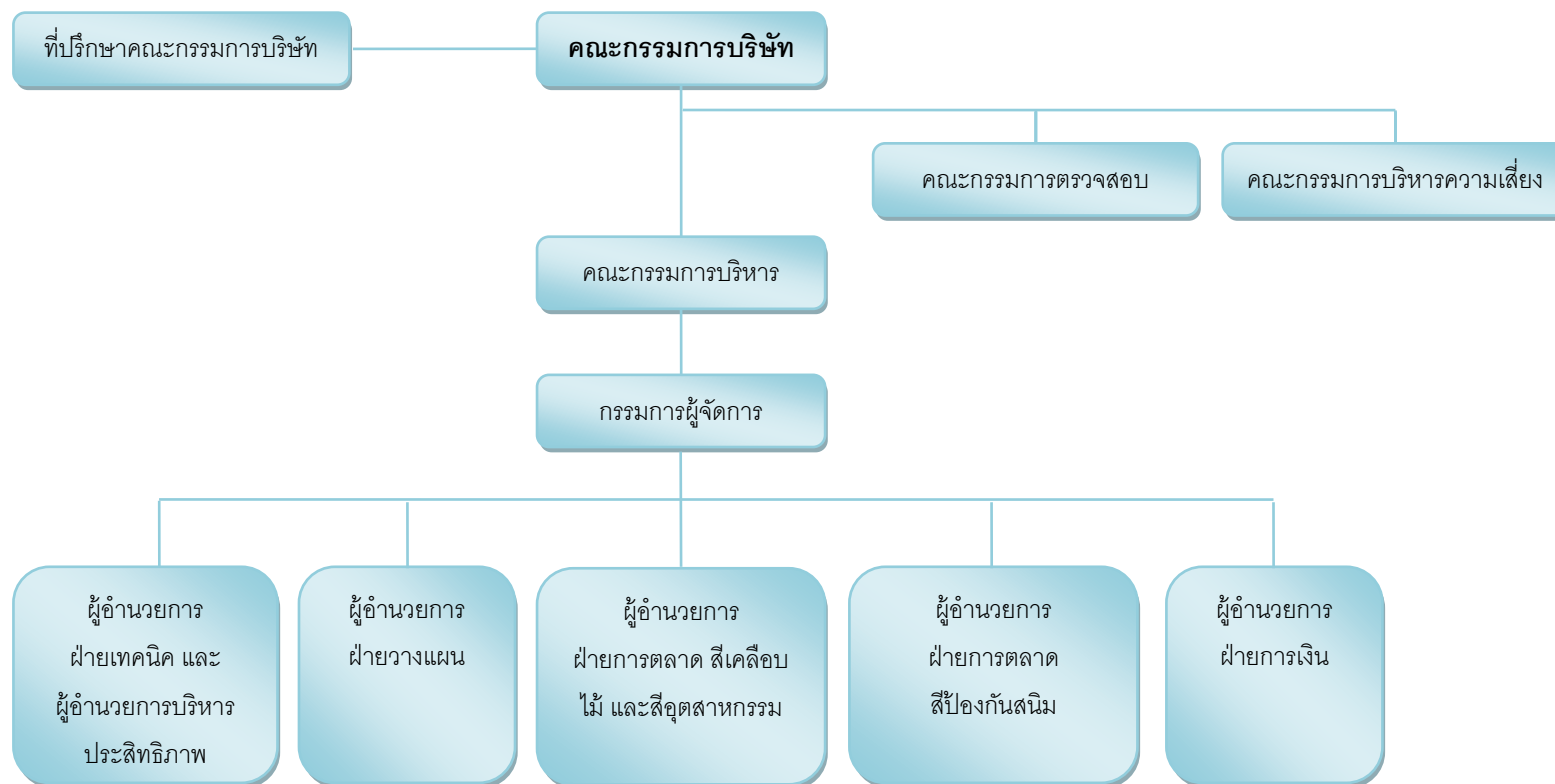 ที่ปรึกษาคณะกรรมการบริษัท
คณะกรรมการบริษัท
คณะกรรมการตรวจสอบ
คณะกรรมการบริหารความเสี่ยง
คณะกรรมการบริหาร
กรรมการผู้จัดการ
ผู้อำนวยการ
ฝ่ายเทคนิค และ
ผู้อำนวยการบริหาร
ประสิทธิภาพ
ผู้อำนวยการ
ฝ่ายวางแผน
ผู้อำนวยการ
ฝ่ายการตลาด สีเคลือบ
ไม้ และสีอุตสาหกรรม
ผู้อำนวยการ
ฝ่ายการตลาด
สีป้องกันสนิม
ผู้อำนวยการ
ฝ่ายการเงิน